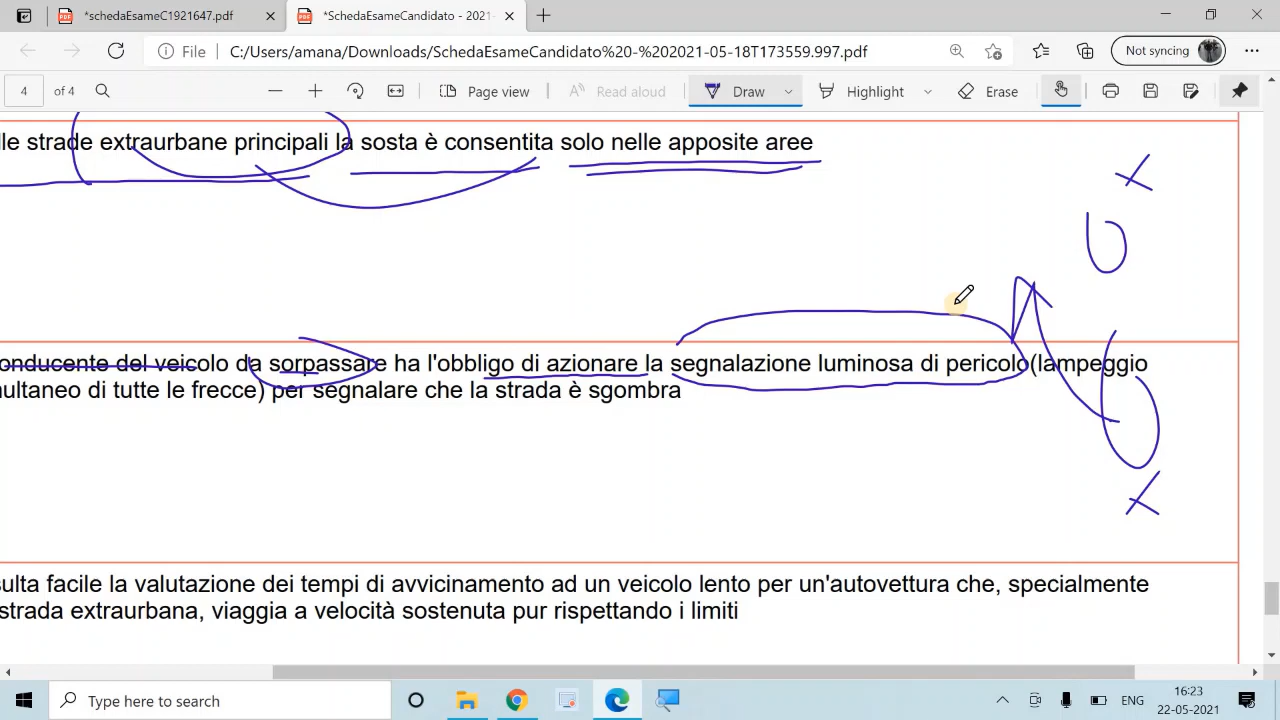 *schedaEsameC1921647.pdf
*SchedaEsameCandidato - 2021-
File
C:/Users/amana/Downloads/SchedaEsameCandidato%20-%202021-05-18T173559.997.pdf
Not syncing
4 of 4
Page view
Read aloud
Draw
Highlight
Erase
lle strade extraurbane principali la sosta è consentita solo nelle apposite aree
onducente del veicolo da sorpassare ha l'obbligo di azionare la segnalazione luminosa di pericolo(lampeggio
nultaneo di tutte le frecce) per segnalare che la strada è sgombra
sulta facile la valutazione dei tempi di avvicinamento ad un veicolo lento per un'autovettura che, specialmente
strada extraurbana, viaggia a velocità sostenuta pur rispettando i limiti
Type here to search
ENG
16:23
22-05-2021